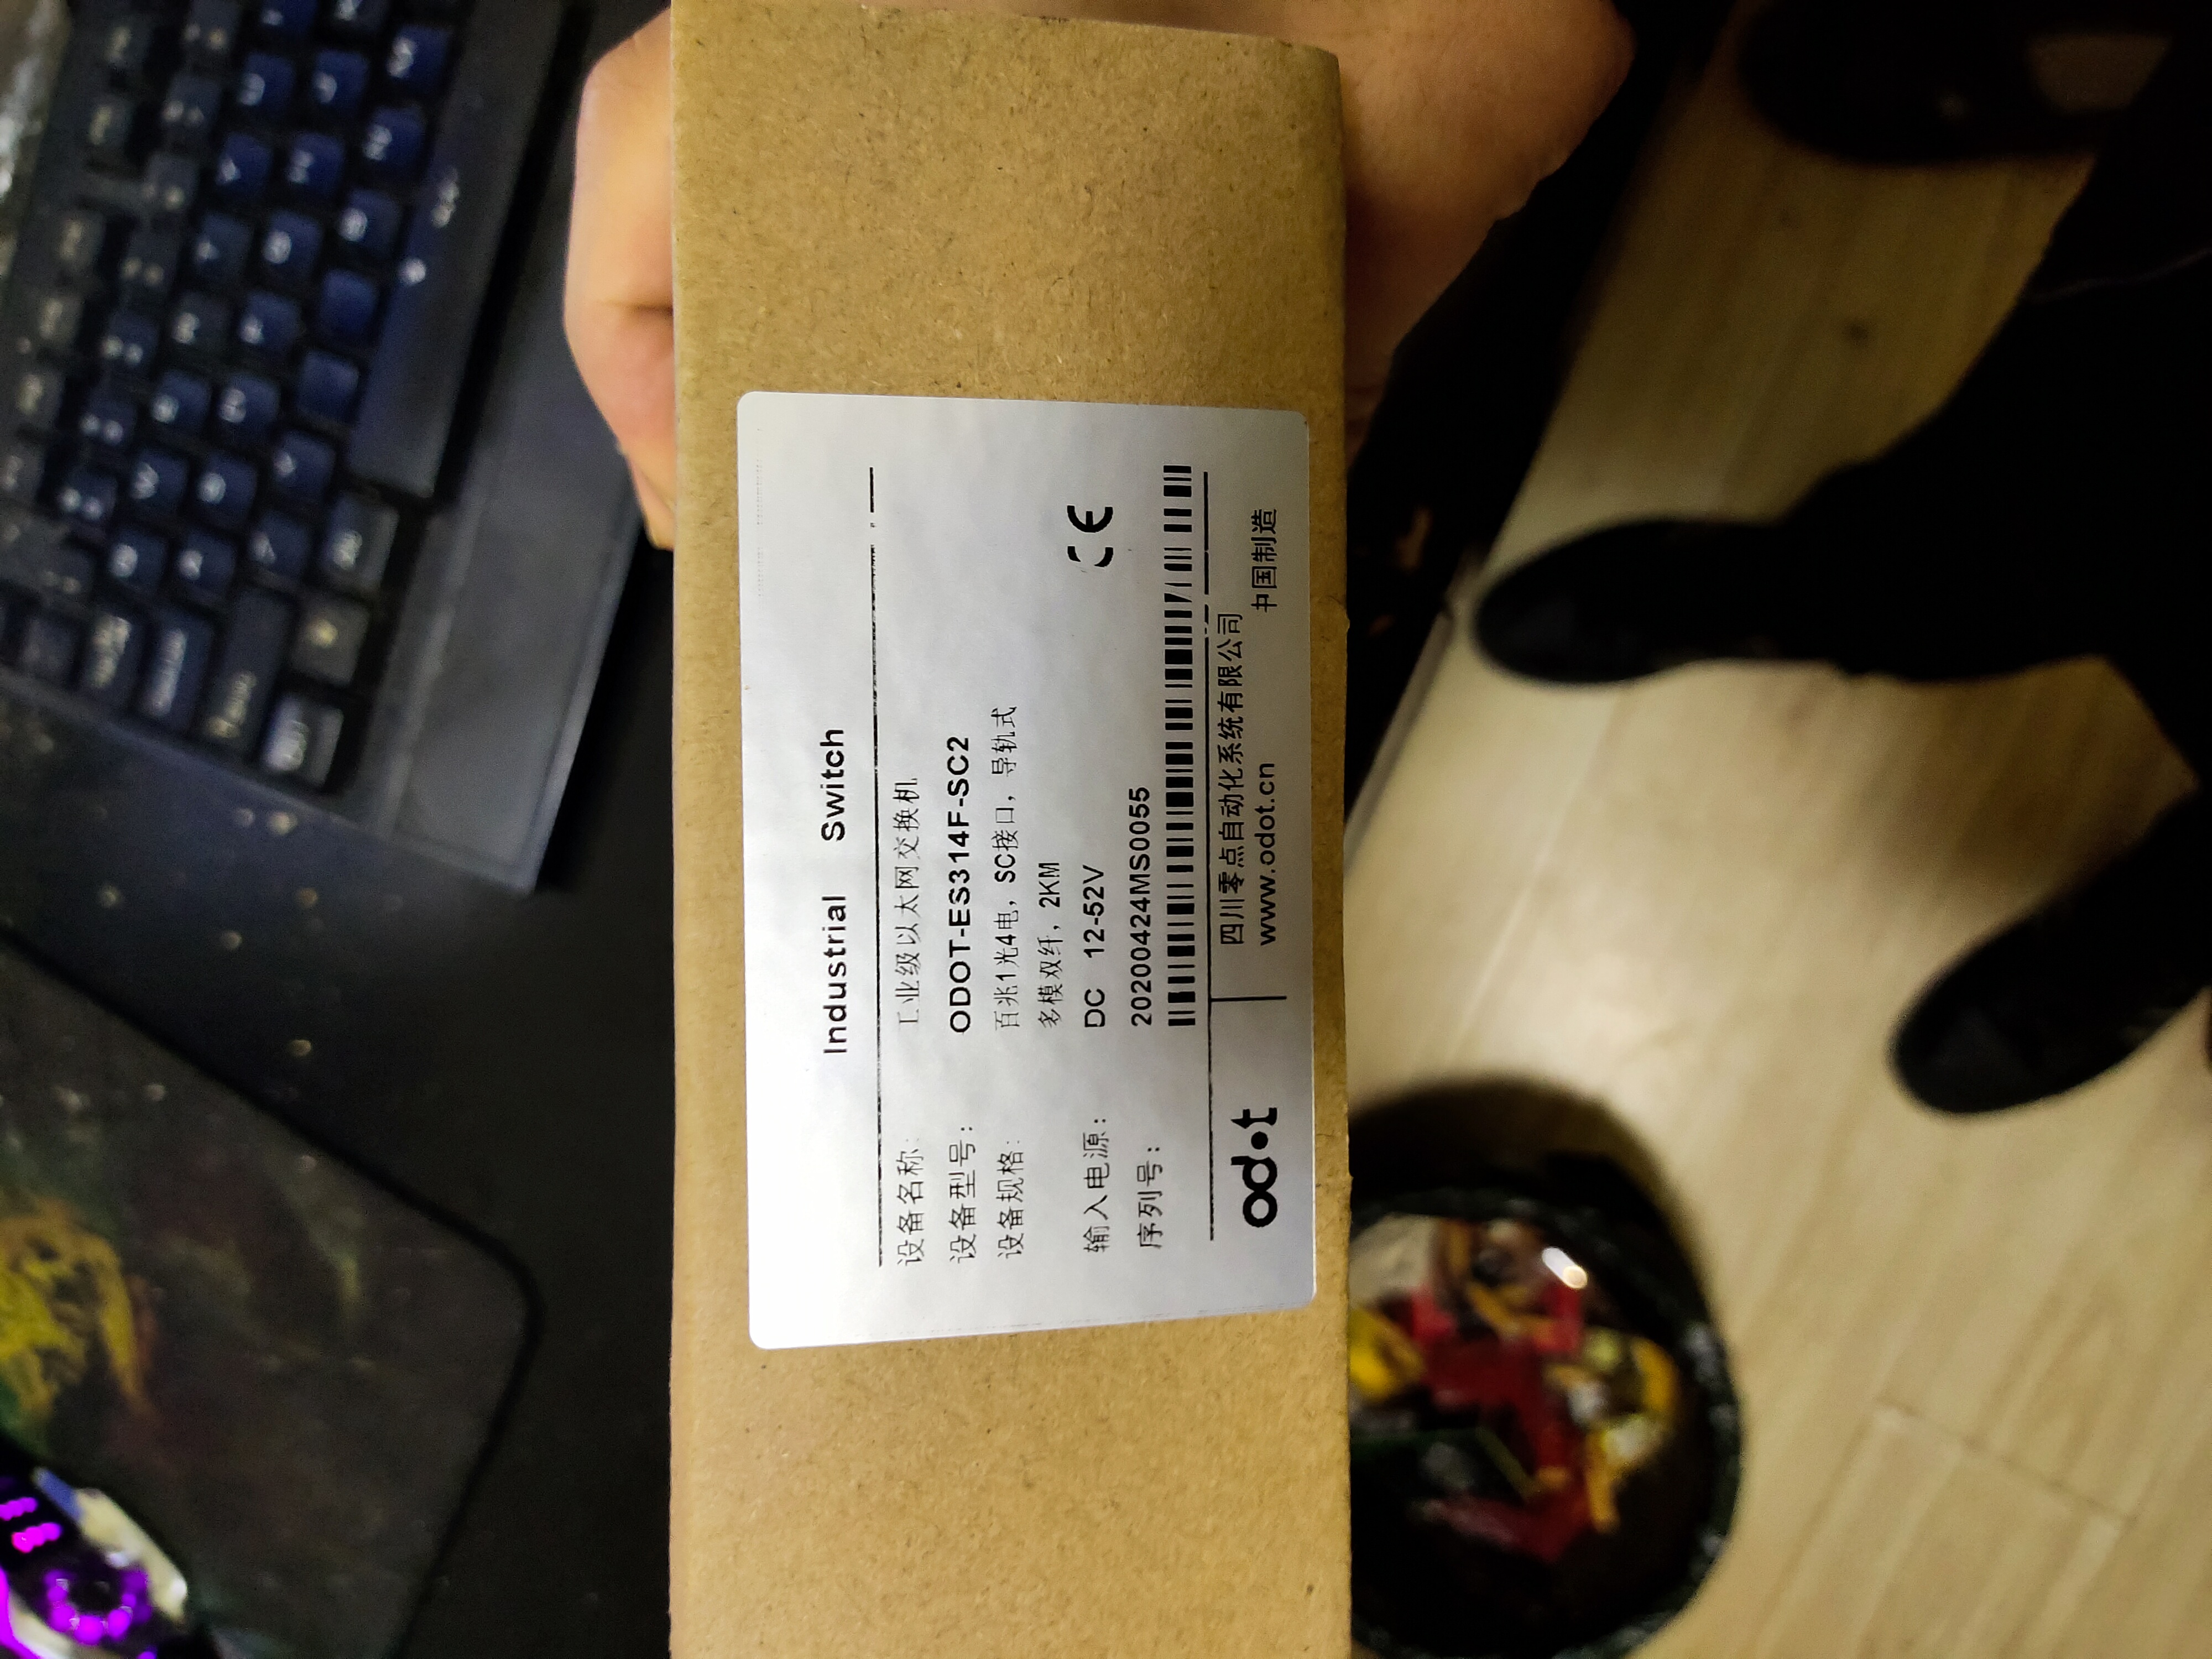 Industrial Switch
设备名称: 工业级以太网交换机
设备型号: ODOT-ES314F-SC2
设备规格: 百兆1光4电, SC接口, 导轨式
多模双纤, 2KM
输入电源: DC 12-52V
序列号: 20200424MS0055
CE
odot
四川零点自动化系统有限公司
www.odot.cn 中国制造